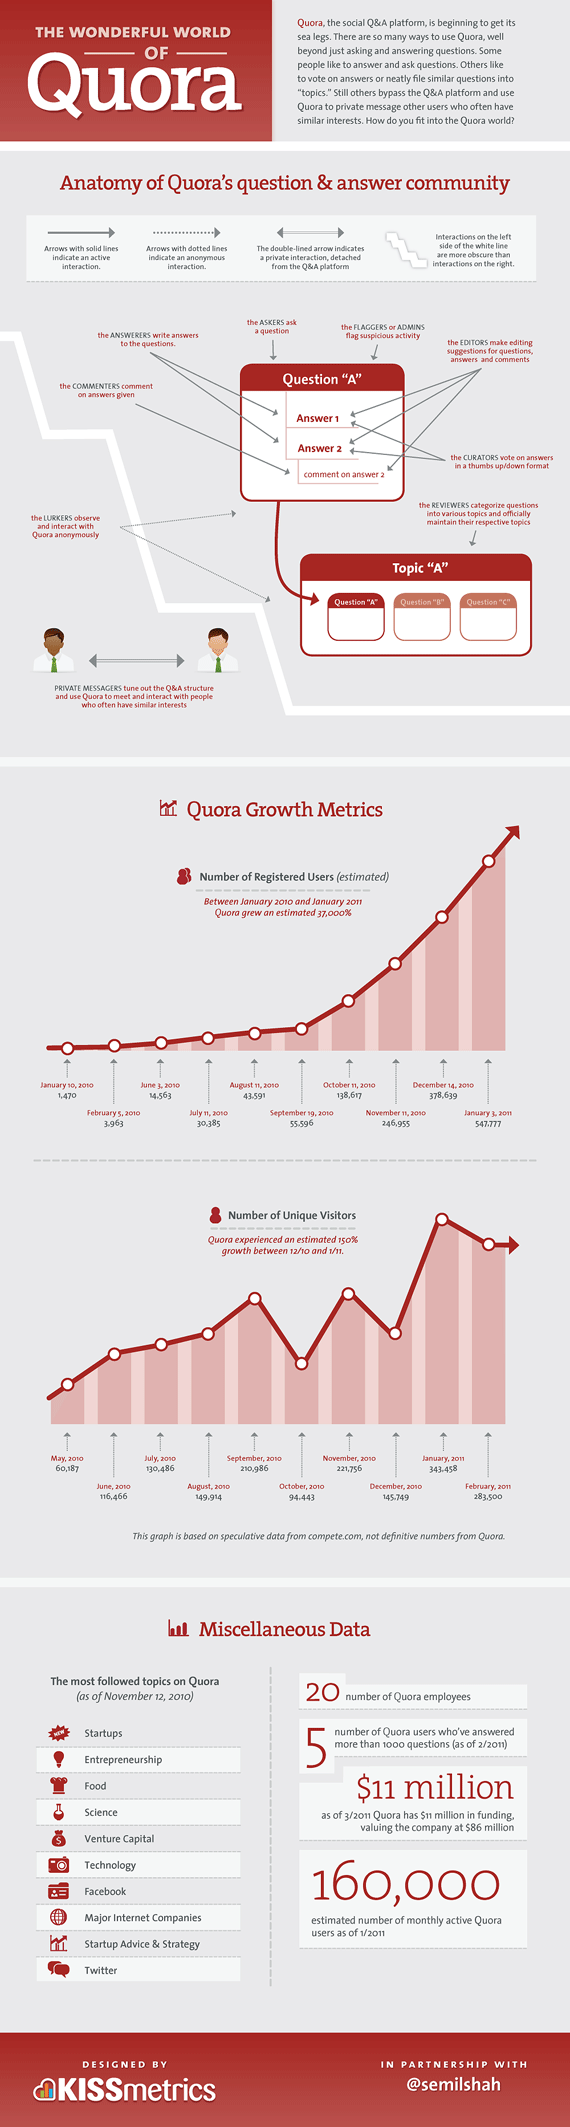 THE WONDERFUL WORLD
OF
Quora
Quora, the social Q&A platform, is beginning to get its
sea legs. There are so many ways to use Quora, well
beyond just asking and answering questions. Some
people like to answer and ask questions. Others like
to vote on answers or neatly file similar questions into
“topics.” Still others bypass the Q&A platform and use
Quora to private message other users who often have
similar interests. How do you fit into the Quora world?
Anatomy of Quora's question & answer community
Arrows with solid lines
indicate an active
interaction.
Arrows with dotted lines
indicate an anonymous
interaction.
The double-lined arrow indicates
a private interaction, detached
from the Q&A platform
Interactions on the left
side of the white line
are more obscure than
interactions on the right.
the ASKERS ask
a question
the FLAGGERS or ADMINS
flag suspicious activity
the ANSWERERS write answers
to the questions.
the EDITORS make editing
suggestions for questions,
answers and comments
the COMMENTERS comment
on answers given
Question “A”
Answer 1
Answer 2
comment on answer 2
the CURATORS vote on answers
in a thumbs up/down format
the LURKERS observe
and interact with
Quora anonymously
the REVIEWERS categorize questions
into various topics and officially
maintain their respective topics
Topic “A”
Question “A”
Question “B”
Question “C”
PRIVATE MESSAGERS tune out the Q&A structure
and use Quora to meet and interact with people
who often have similar interests
Quora Growth Metrics
Number of Registered Users (estimated)
Between January 2010 and January 2011
Quora grew an estimated 37,000%
January 10, 2010
1,470
February 5, 2010
3,963
June 3, 2010
14,563
July 11, 2010
30,385
August 11, 2010
43,591
September 19, 2010
55,596
October 11, 2010
138,617
November 11, 2010
246,955
December 14, 2010
378,639
January 3, 2011
547,777
Number of Unique Visitors
Quora experienced an estimated 150%
growth between 12/10 and 1/11.
May, 2010
60,187
June, 2010
116,466
July, 2010
130,486
August, 2010
149,914
September, 2010
210,986
October, 2010
94,443
November, 2010
221,756
December, 2010
145,749
January, 2011
343,458
February, 2011
283,500
This graph is based on speculative data from compete.com, not definitive numbers from Quora.
Miscellaneous Data
The most followed topics on Quora
(as of November 12, 2010)
NEW
Startups
Entrepreneurship
Food
Science
$
Venture Capital
Technology
Facebook
Major Internet Companies
Startup Advice & Strategy
Twitter
20 number of Quora employees
5 number of Quora users who've answered
more than 1000 questions (as of 2/2011)
$11 million
as of 3/2011 Quora has $11 million in funding,
valuing the company at $86 million
160,000
estimated number of monthly active Quora
users as of 1/2011
DESIGNED BY
KISSmetrics
IN PARTNERSHIP WITH
@semilshah